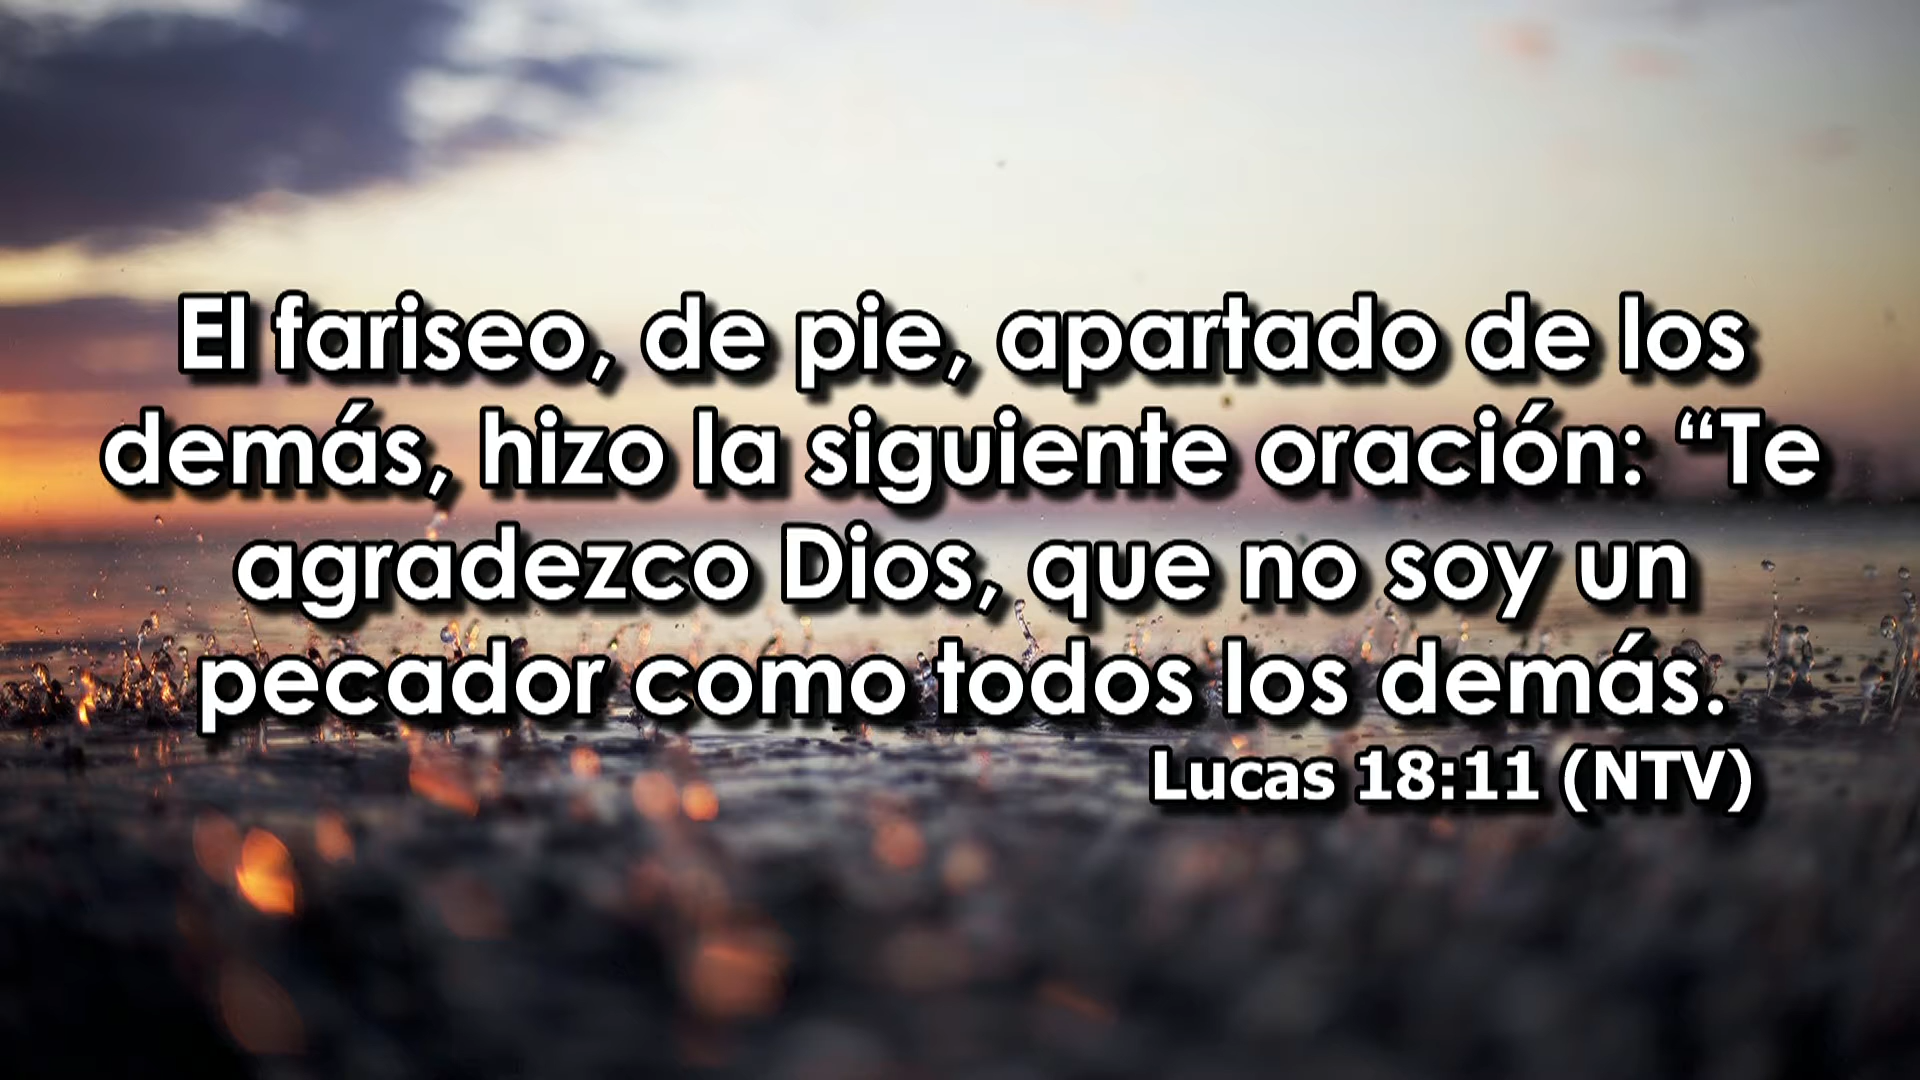 El fariseo, de pie, apartado de los
demás, hizo la siguiente oración: “Te
agradezco Dios, que no soy un
pecador como todos los demás.
Lucas 18:11 (NTV)